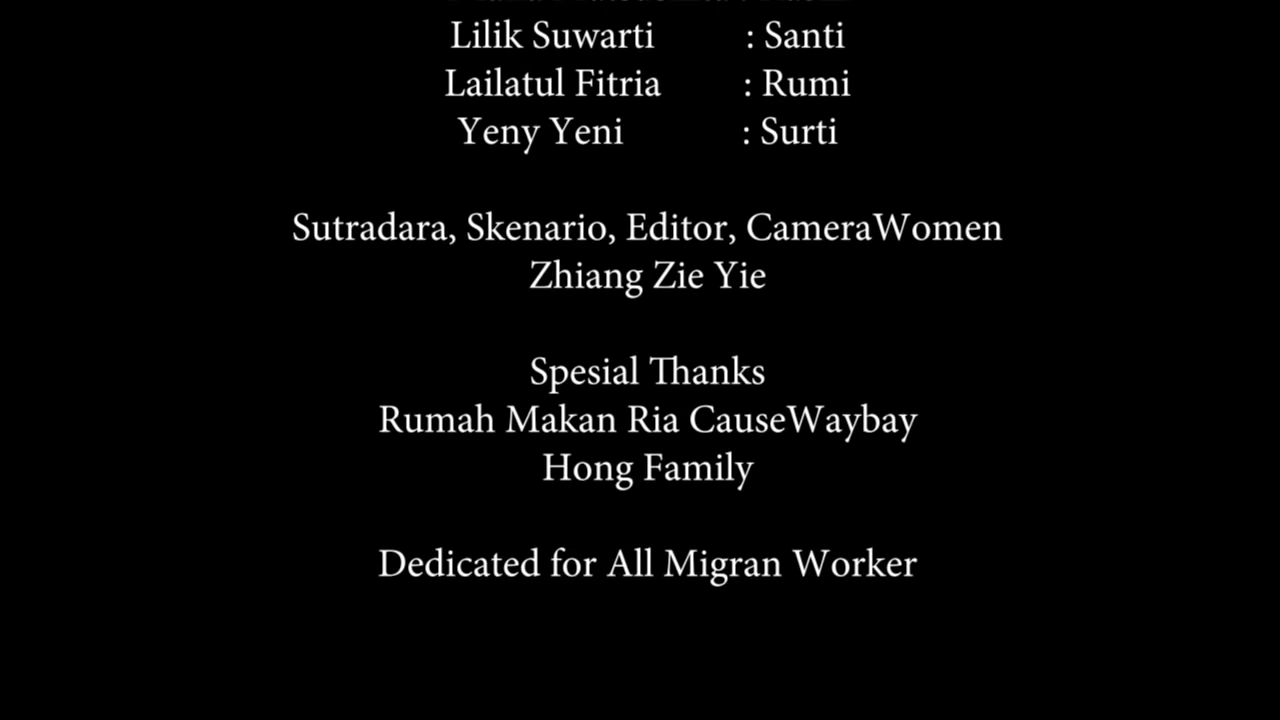 Lilik Suwarti : Santi
Lailatul Fitria : Rumi
Yeny Yeni : Surti
Sutradara, Skenario, Editor, CameraWomen
Zhiang Zie Yie
Spesial Thanks
Rumah Makan Ria CauseWaybay
Hong Family
Dedicated for All Migran Worker